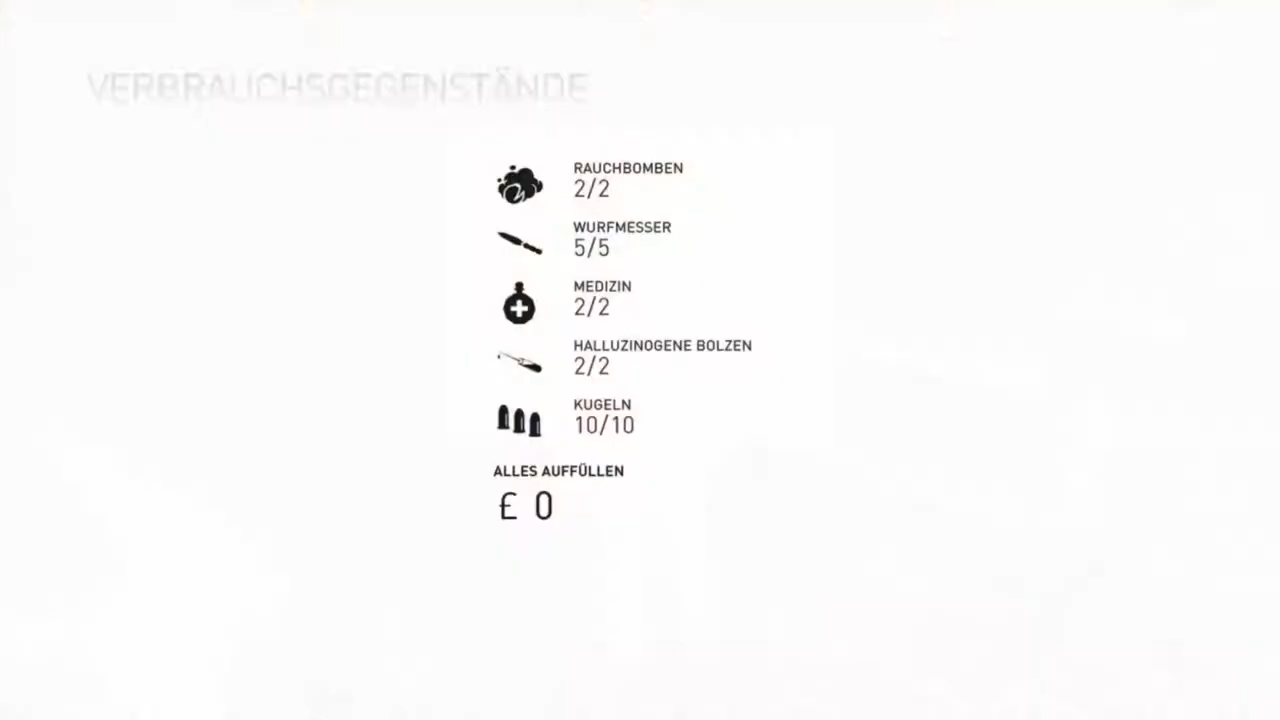 VERBRAUCHSGEGENSTÄNDE
RAUCHBOMBEN
2/2
WURFMESSER
5/5
MEDIZIN
2/2
HALLUZINOGENE BOLZEN
2/2
KUGELN
10/10
ALLES AUFFÜLLEN
£ 0